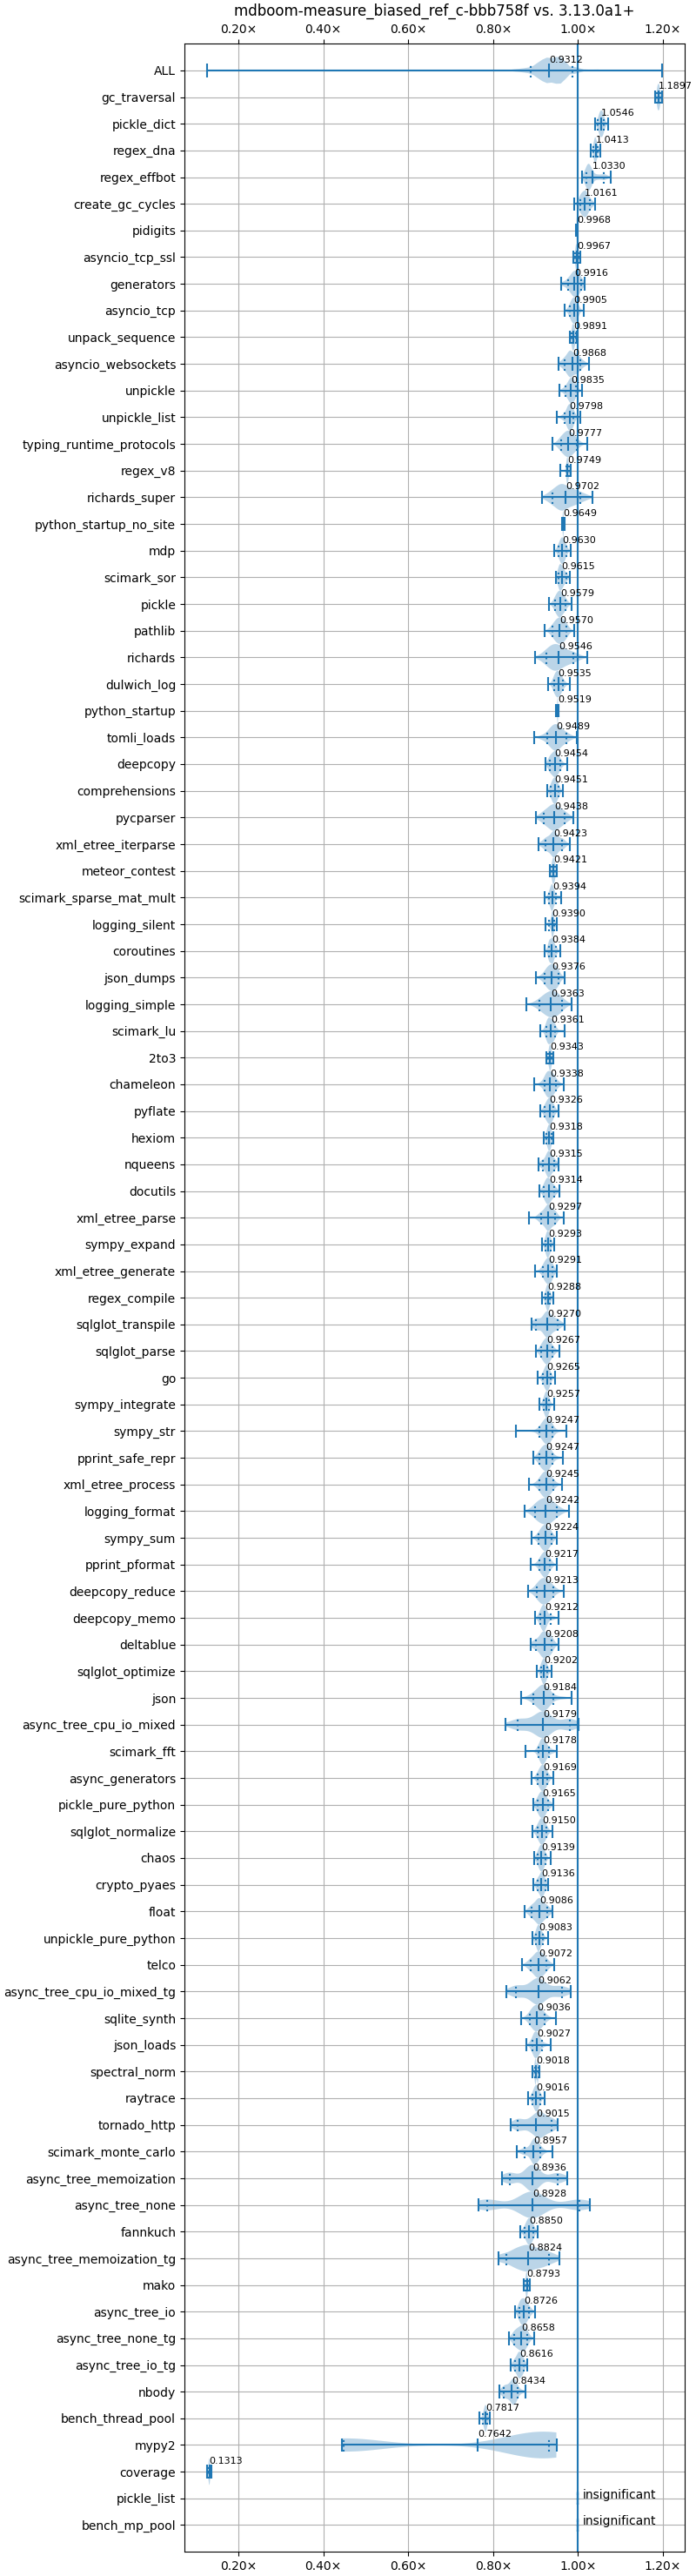 mdboom-measure_biased_ref_c-bbb758f vs. 3.13.0a1+
0.20× 0.40× 0.60× 0.80× 1.00× 1.20×
ALL 0.9312
gc_traversal 1.1897
pickle_dict 1.0546
regex_dna 1.0413
regex_effbot 1.0330
create_gc_cycles 1.0161
pidigits 0.9968
asyncio_tcp_ssl 0.9967
generators 0.9916
asyncio_tcp 0.9905
unpack_sequence 0.9891
asyncio_websockets 0.9868
unpickle 0.9835
unpickle_list 0.9798
typing_runtime_protocols 0.9777
regex_v8 0.9749
richards_super 0.9702
python_startup_no_site 0.9649
mdp 0.9630
scimark_sor 0.9615
pickle 0.9579
pathlib 0.9570
richards 0.9546
dulwich_log 0.9535
python_startup 0.9519
tomli_loads 0.9489
deepcopy 0.9454
comprehensions 0.9451
pycparser 0.9438
xml_etree_iterparse 0.9423
meteor_contest 0.9421
scimark_sparse_mat_mult 0.9394
logging_silent 0.9390
coroutines 0.9384
json_dumps 0.9376
logging_simple 0.9363
scimark_lu 0.9361
2to3 0.9343
chameleon 0.9338
pyflate 0.9326
hexiom 0.9318
nqueens 0.9315
docutils 0.9314
xml_etree_parse 0.9297
sympy_expand 0.9293
xml_etree_generate 0.9291
regex_compile 0.9288
sqlglot_transpile 0.9270
sqlglot_parse 0.9267
go 0.9265
sympy_integrate 0.9257
sympy_str 0.9247
pprint_safe_repr 0.9247
xml_etree_process 0.9245
logging_format 0.9242
sympy_sum 0.9224
pprint_pformat 0.9217
deepcopy_reduce 0.9213
deepcopy_memo 0.9212
deltablue 0.9208
sqlglot_optimize 0.9202
json 0.9184
async_tree_cpu_io_mixed 0.9179
scimark_fft 0.9178
async_generators 0.9169
pickle_pure_python 0.9165
sqlglot_normalize 0.9150
chaos 0.9139
crypto_pyaes 0.9136
float 0.9086
unpickle_pure_python 0.9083
telco 0.9072
async_tree_cpu_io_mixed_tg 0.9062
sqlite_synth 0.9036
json_loads 0.9027
spectral_norm 0.9018
raytrace 0.9016
tornado_http 0.9015
scimark_monte_carlo 0.8957
async_tree_memoization 0.8936
async_tree_none 0.8928
fannkuch 0.8850
async_tree_memoization_tg 0.8824
mako 0.8793
async_tree_io 0.8726
async_tree_none_tg 0.8658
async_tree_io_tg 0.8616
nbody 0.8434
bench_thread_pool 0.7817
mypy2 0.7642
coverage 0.1313
pickle_list insignificant
bench_mp_pool insignificant
0.20× 0.40× 0.60× 0.80× 1.00× 1.20×